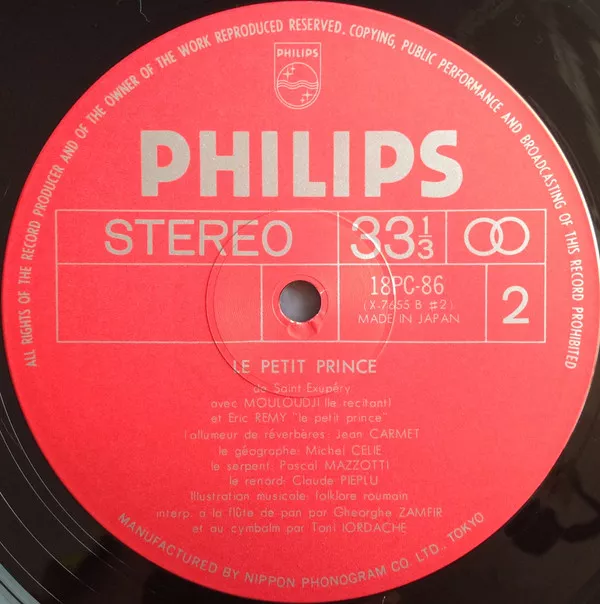 ALL RIGHTS OF THE RECORD PRODUCER AND OF THE OWNER OF THE WORK REPRODUCED RESERVED. COPYING, PUBLIC PERFORMANCE AND BROADCASTING OF THIS RECORD PROHIBITED
PHILIPS
PHILIPS
STEREO 33 1/3
18PC-86
(X-7655 B #2)
MADE IN JAPAN
2
LE PETIT PRINCE
de Saint Exupéry
avec MOULOUDJI (le recitant)
et Eric REMY "le petit prince"
l'allumeur de réverbères: Jean CARMET
le géographe: Michel CELIE
le serpent: Pascal MAZZOTTI
le renard: Claude PIEPLU
Illustration musicale: folklore roumain
interp. a la flûte de pan par Gheorghe ZAMFIR
et au cymbalm par Toni IORDACHE
MANUFACTURED BY NIPPON PHONOGRAM CO. LTD., TOKYO